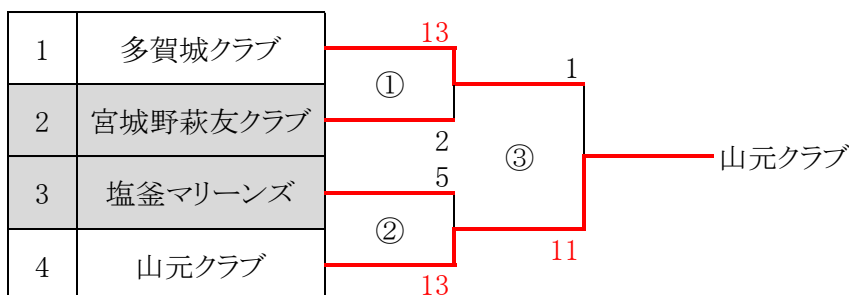 1 多賀城クラブ 13
① 1
2 宮城野萩友クラブ 2
③ 山元クラブ
3 塩釜マリーンズ 5
② 11
4 山元クラブ 13